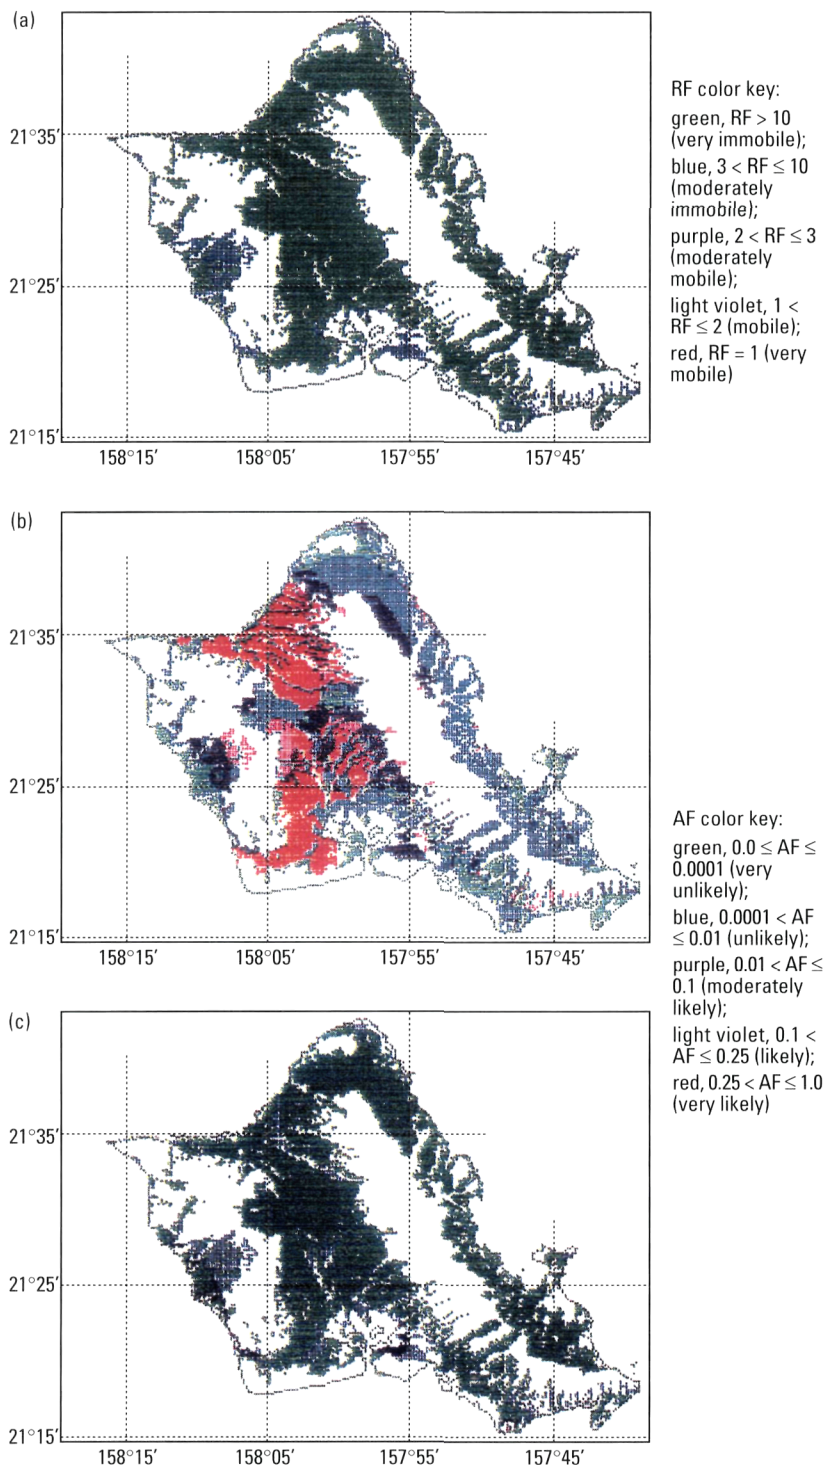 (a)
21°35′
21°25′
21°15′
158°15′ 158°05′ 157°55′ 157°45′
RF color key:
green, RF > 10
(very immobile);
blue, 3 < RF ≤ 10
(moderately
immobile);
purple, 2 < RF ≤ 3
(moderately
mobile);
light violet, 1 <
RF ≤ 2 (mobile);
red, RF = 1 (very
mobile)
(b)
21°35′
21°25′
21°15′
158°15′ 158°05′ 157°55′ 157°45′
AF color key:
green, 0.0 ≤ AF ≤
0.0001 (very
unlikely);
blue, 0.0001 < AF
≤ 0.01 (unlikely);
purple, 0.01 < AF ≤
0.1 (moderately
likely);
light violet, 0.1 <
AF ≤ 0.25 (likely);
red, 0.25 < AF ≤ 1.0
(very likely)
(c)
21°35′
21°25′
21°15′
158°15′ 158°05′ 157°55′ 157°45′